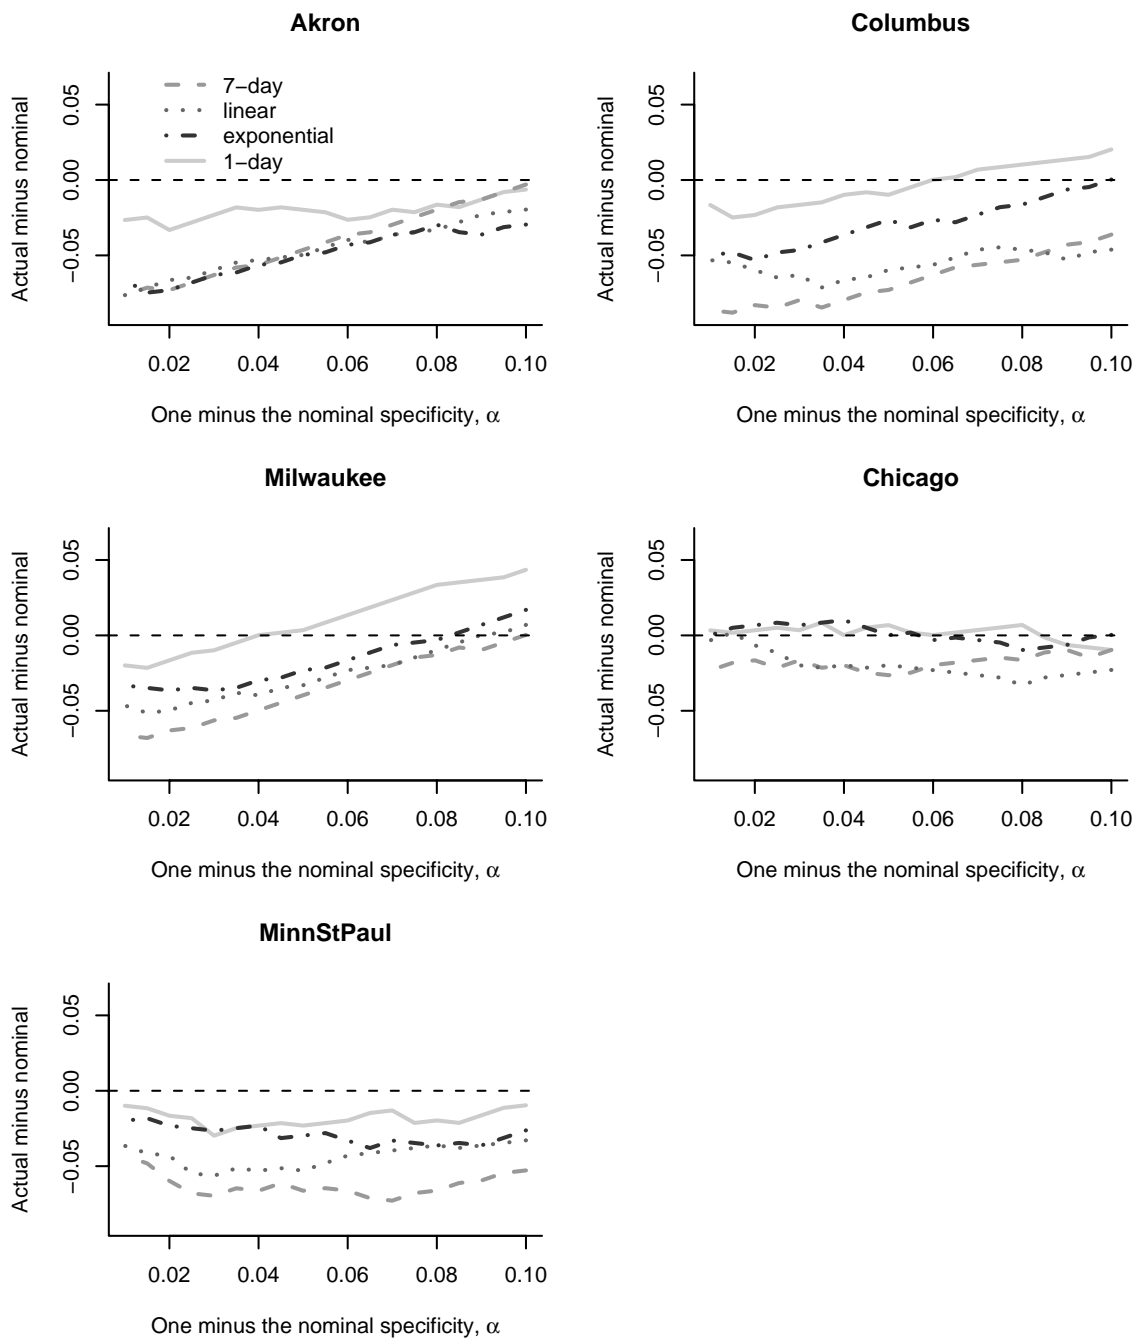 Akron
0.05
0.00
−0.05
Actual minus nominal
7−day
linear
exponential
1−day
0.02 0.04 0.06 0.08 0.10
One minus the nominal specificity, α
Columbus
0.05
0.00
−0.05
Actual minus nominal
0.02 0.04 0.06 0.08 0.10
One minus the nominal specificity, α
Milwaukee
0.05
0.00
−0.05
Actual minus nominal
0.02 0.04 0.06 0.08 0.10
One minus the nominal specificity, α
Chicago
0.05
0.00
−0.05
Actual minus nominal
0.02 0.04 0.06 0.08 0.10
One minus the nominal specificity, α
MinnStPaul
0.05
0.00
−0.05
Actual minus nominal
0.02 0.04 0.06 0.08 0.10
One minus the nominal specificity, α